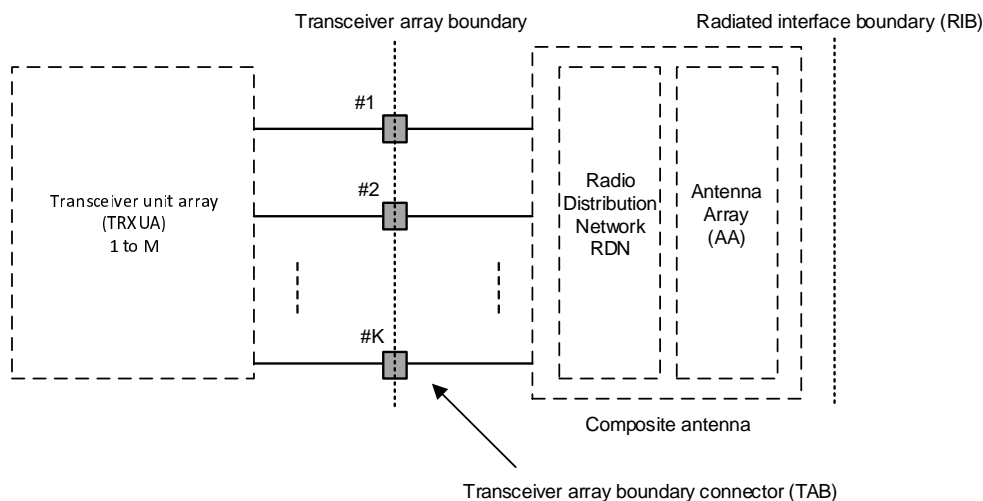 Transceiver array boundary
Radiated interface boundary (RIB)
#1
#2
#K
Transceiver unit array
(TRXUA)
1 to M
Radio
Distribution
Network
RDN
Antenna
Array
(AA)
Composite antenna
Transceiver array boundary connector (TAB)